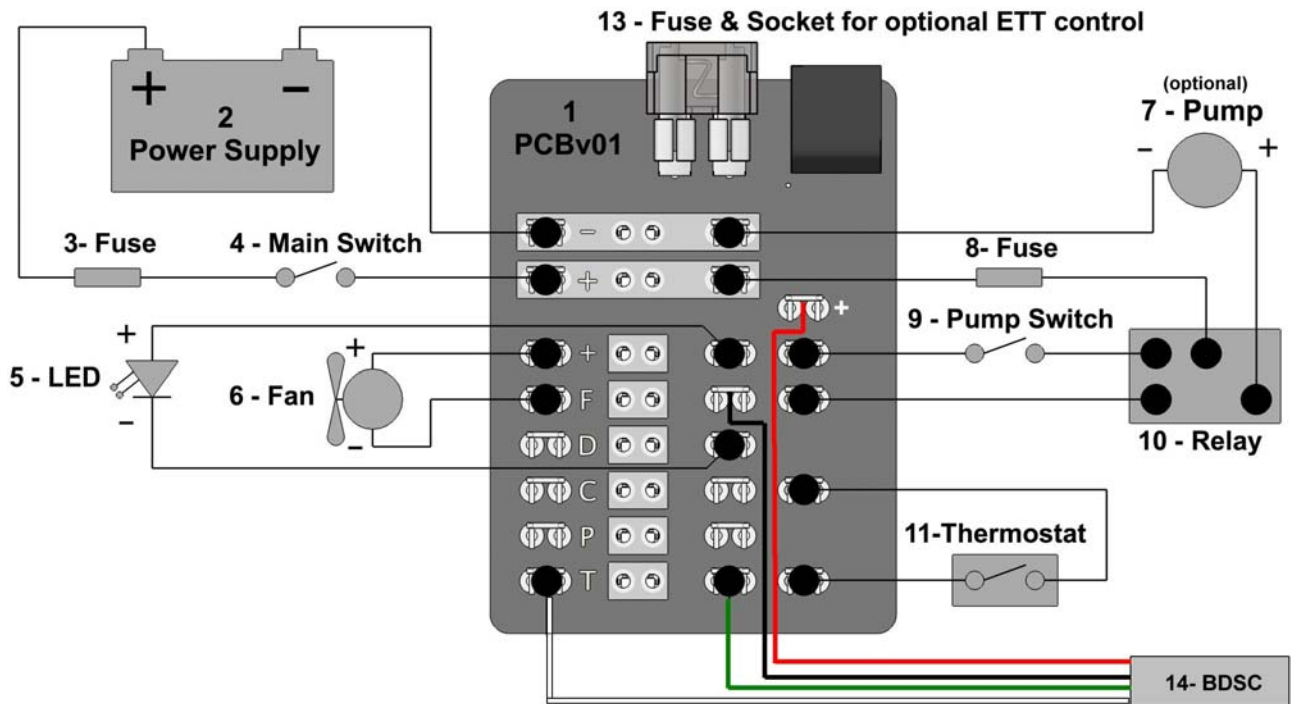 13 - Fuse & Socket for optional ETT control
+
-
2
Power Supply
1
PCBv01
(optional)
7 - Pump
-
+
3- Fuse
4 - Main Switch
-
8- Fuse
+
+
9 - Pump Switch
+
5 - LED
-
+
6 - Fan
-
+
F
D
C
P
T
10 - Relay
11-Thermostat
14- BDSC